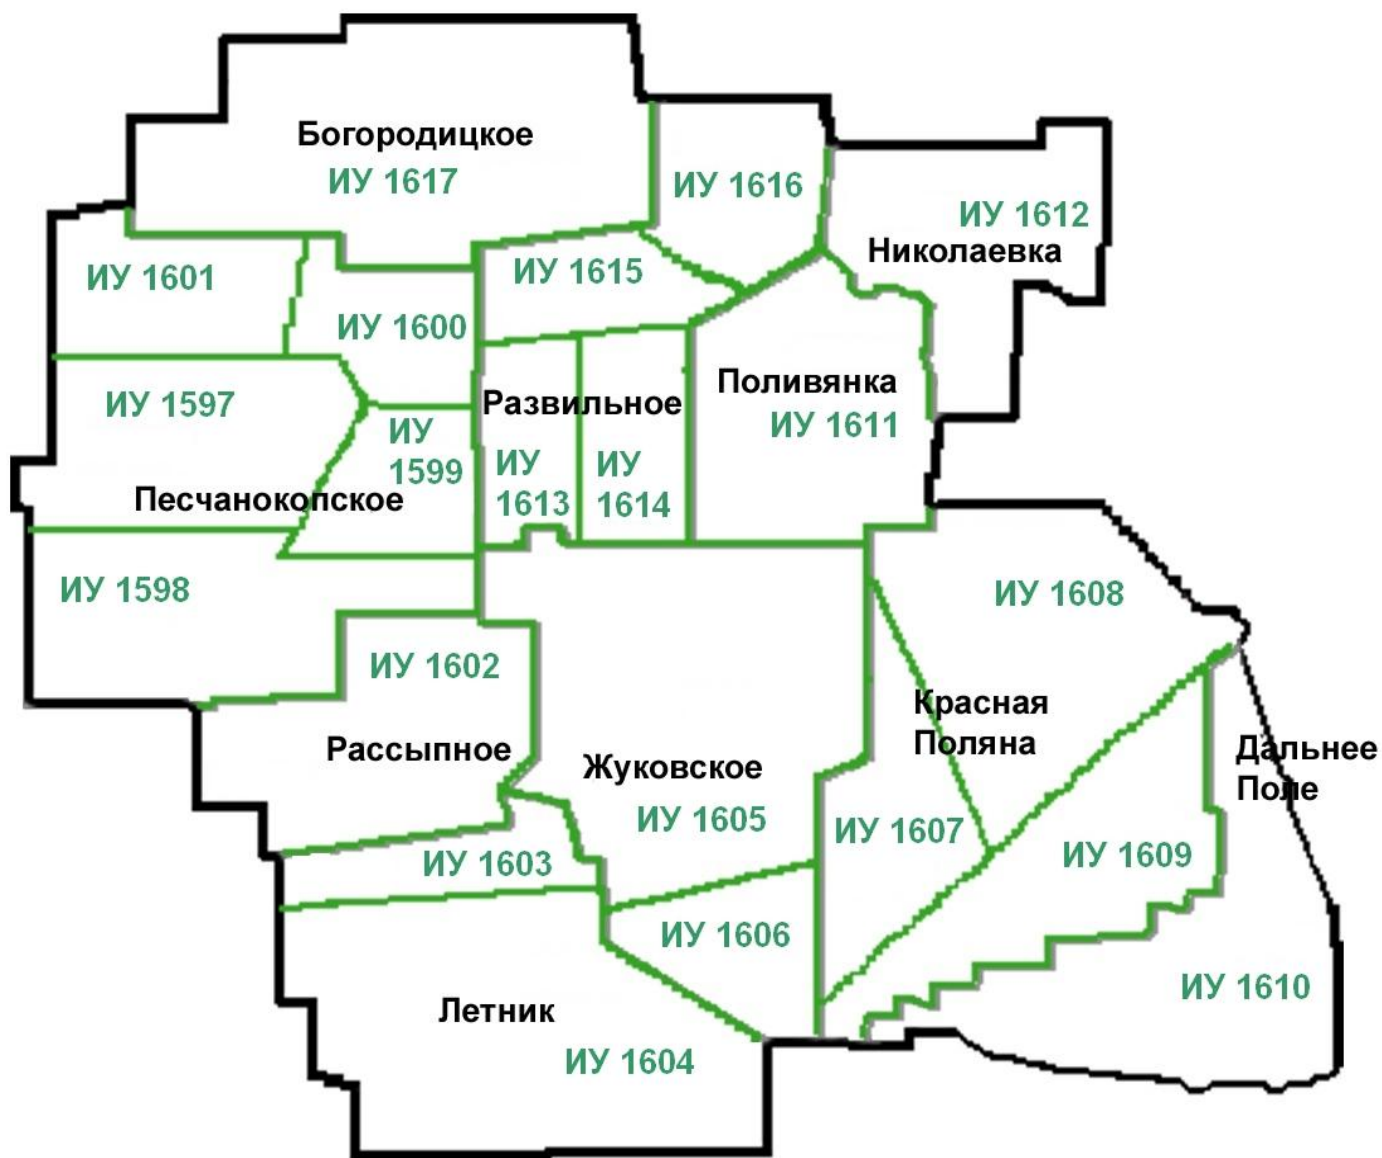 Богородицкое
ИУ 1617
ИУ 1616
ИУ 1612
Николаевка
ИУ 1601
ИУ 1615
ИУ 1600
Поливянка
ИУ 1611
ИУ 1597
Развильное
ИУ
1599
ИУ
1613
ИУ
1614
Песчанокопское
ИУ 1598
ИУ 1608
ИУ 1602
Красная
Поляна
Рассыпное
Жуковское
Дальнее
Поле
ИУ 1605
ИУ 1607
ИУ 1603
ИУ 1609
ИУ 1606
ИУ 1610
Летник
ИУ 1604